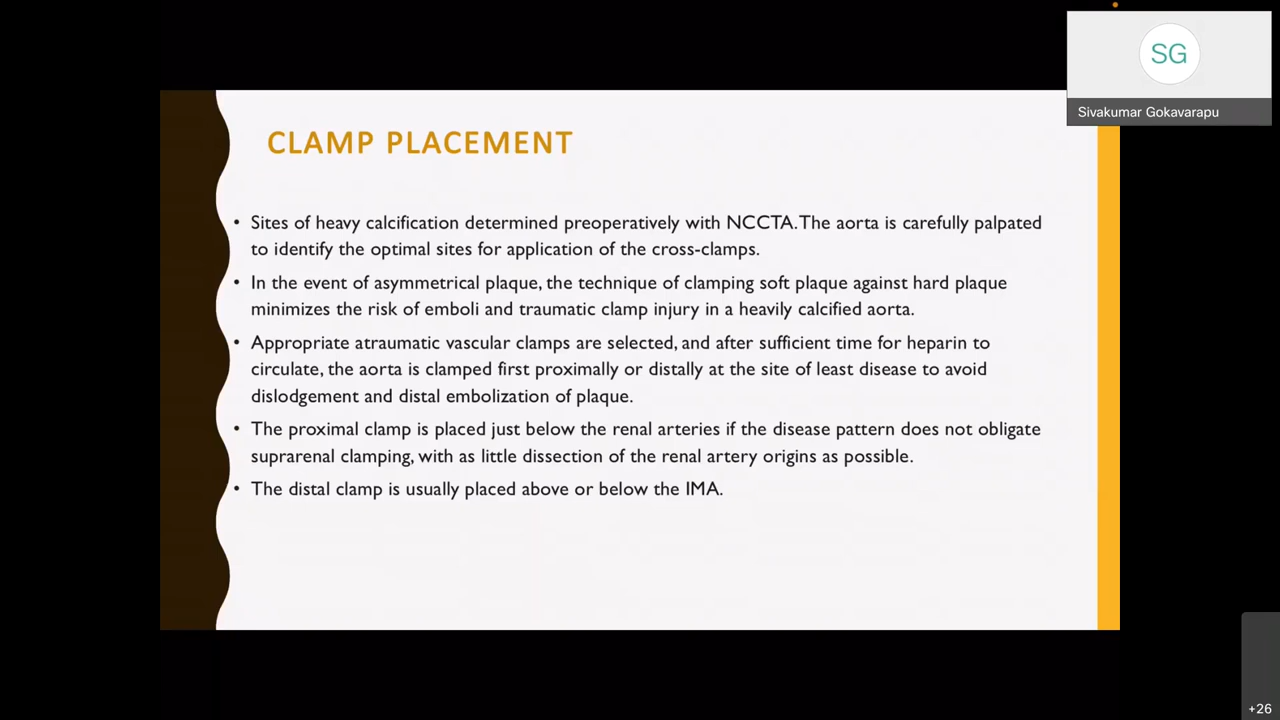 SG
Sivakumar Gokavarapu
CLAMP PLACEMENT
• Sites of heavy calcification determined preoperatively with NCCTA.The aorta is carefully palpated
to identify the optimal sites for application of the cross-clamps.
• In the event of asymmetrical plaque, the technique of clamping soft plaque against hard plaque
minimizes the risk of emboli and traumatic clamp injury in a heavily calcified aorta.
• Appropriate atraumatic vascular clamps are selected, and after sufficient time for heparin to
circulate, the aorta is clamped first proximally or distally at the site of least disease to avoid
dislodgement and distal embolization of plaque.
• The proximal clamp is placed just below the renal arteries if the disease pattern does not obligate
suprarenal clamping, with as little dissection of the renal artery origins as possible.
• The distal clamp is usually placed above or below the IMA.
+26